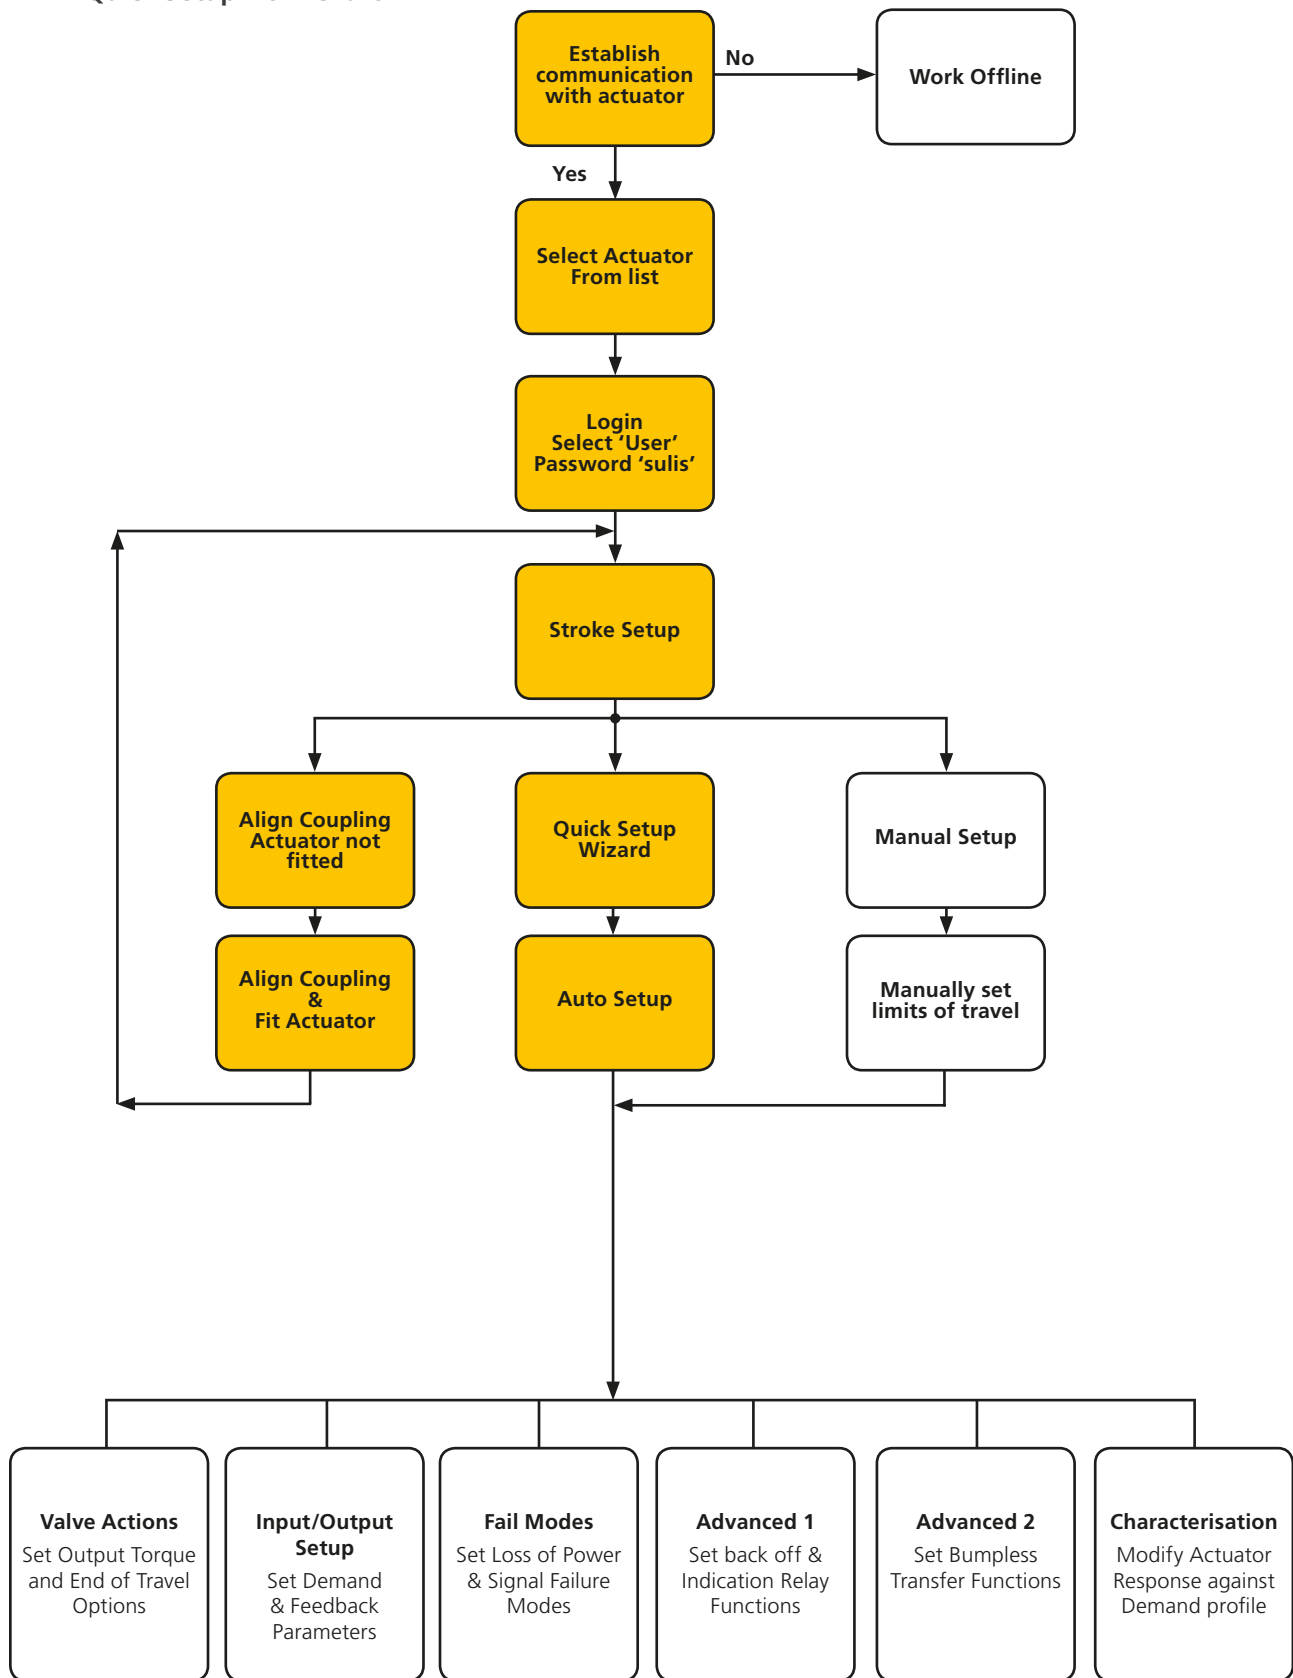 Establish
communication
with actuator
No
Work Offline
Yes
Select Actuator
From list
Login
Select ‘User’
Password ‘sulis’
Stroke Setup
Align Coupling
Actuator not
fitted
Quick Setup
Wizard
Manual Setup
Align Coupling
&
Fit Actuator
Auto Setup
Manually set
limits of travel
Valve Actions
Set Output Torque
and End of Travel
Options
Input/Output
Setup
Set Demand
& Feedback
Parameters
Fail Modes
Set Loss of Power
& Signal Failure
Modes
Advanced 1
Set back off &
Indication Relay
Functions
Advanced 2
Set Bumpless
Transfer Functions
Characterisation
Modify Actuator
Response against
Demand profile